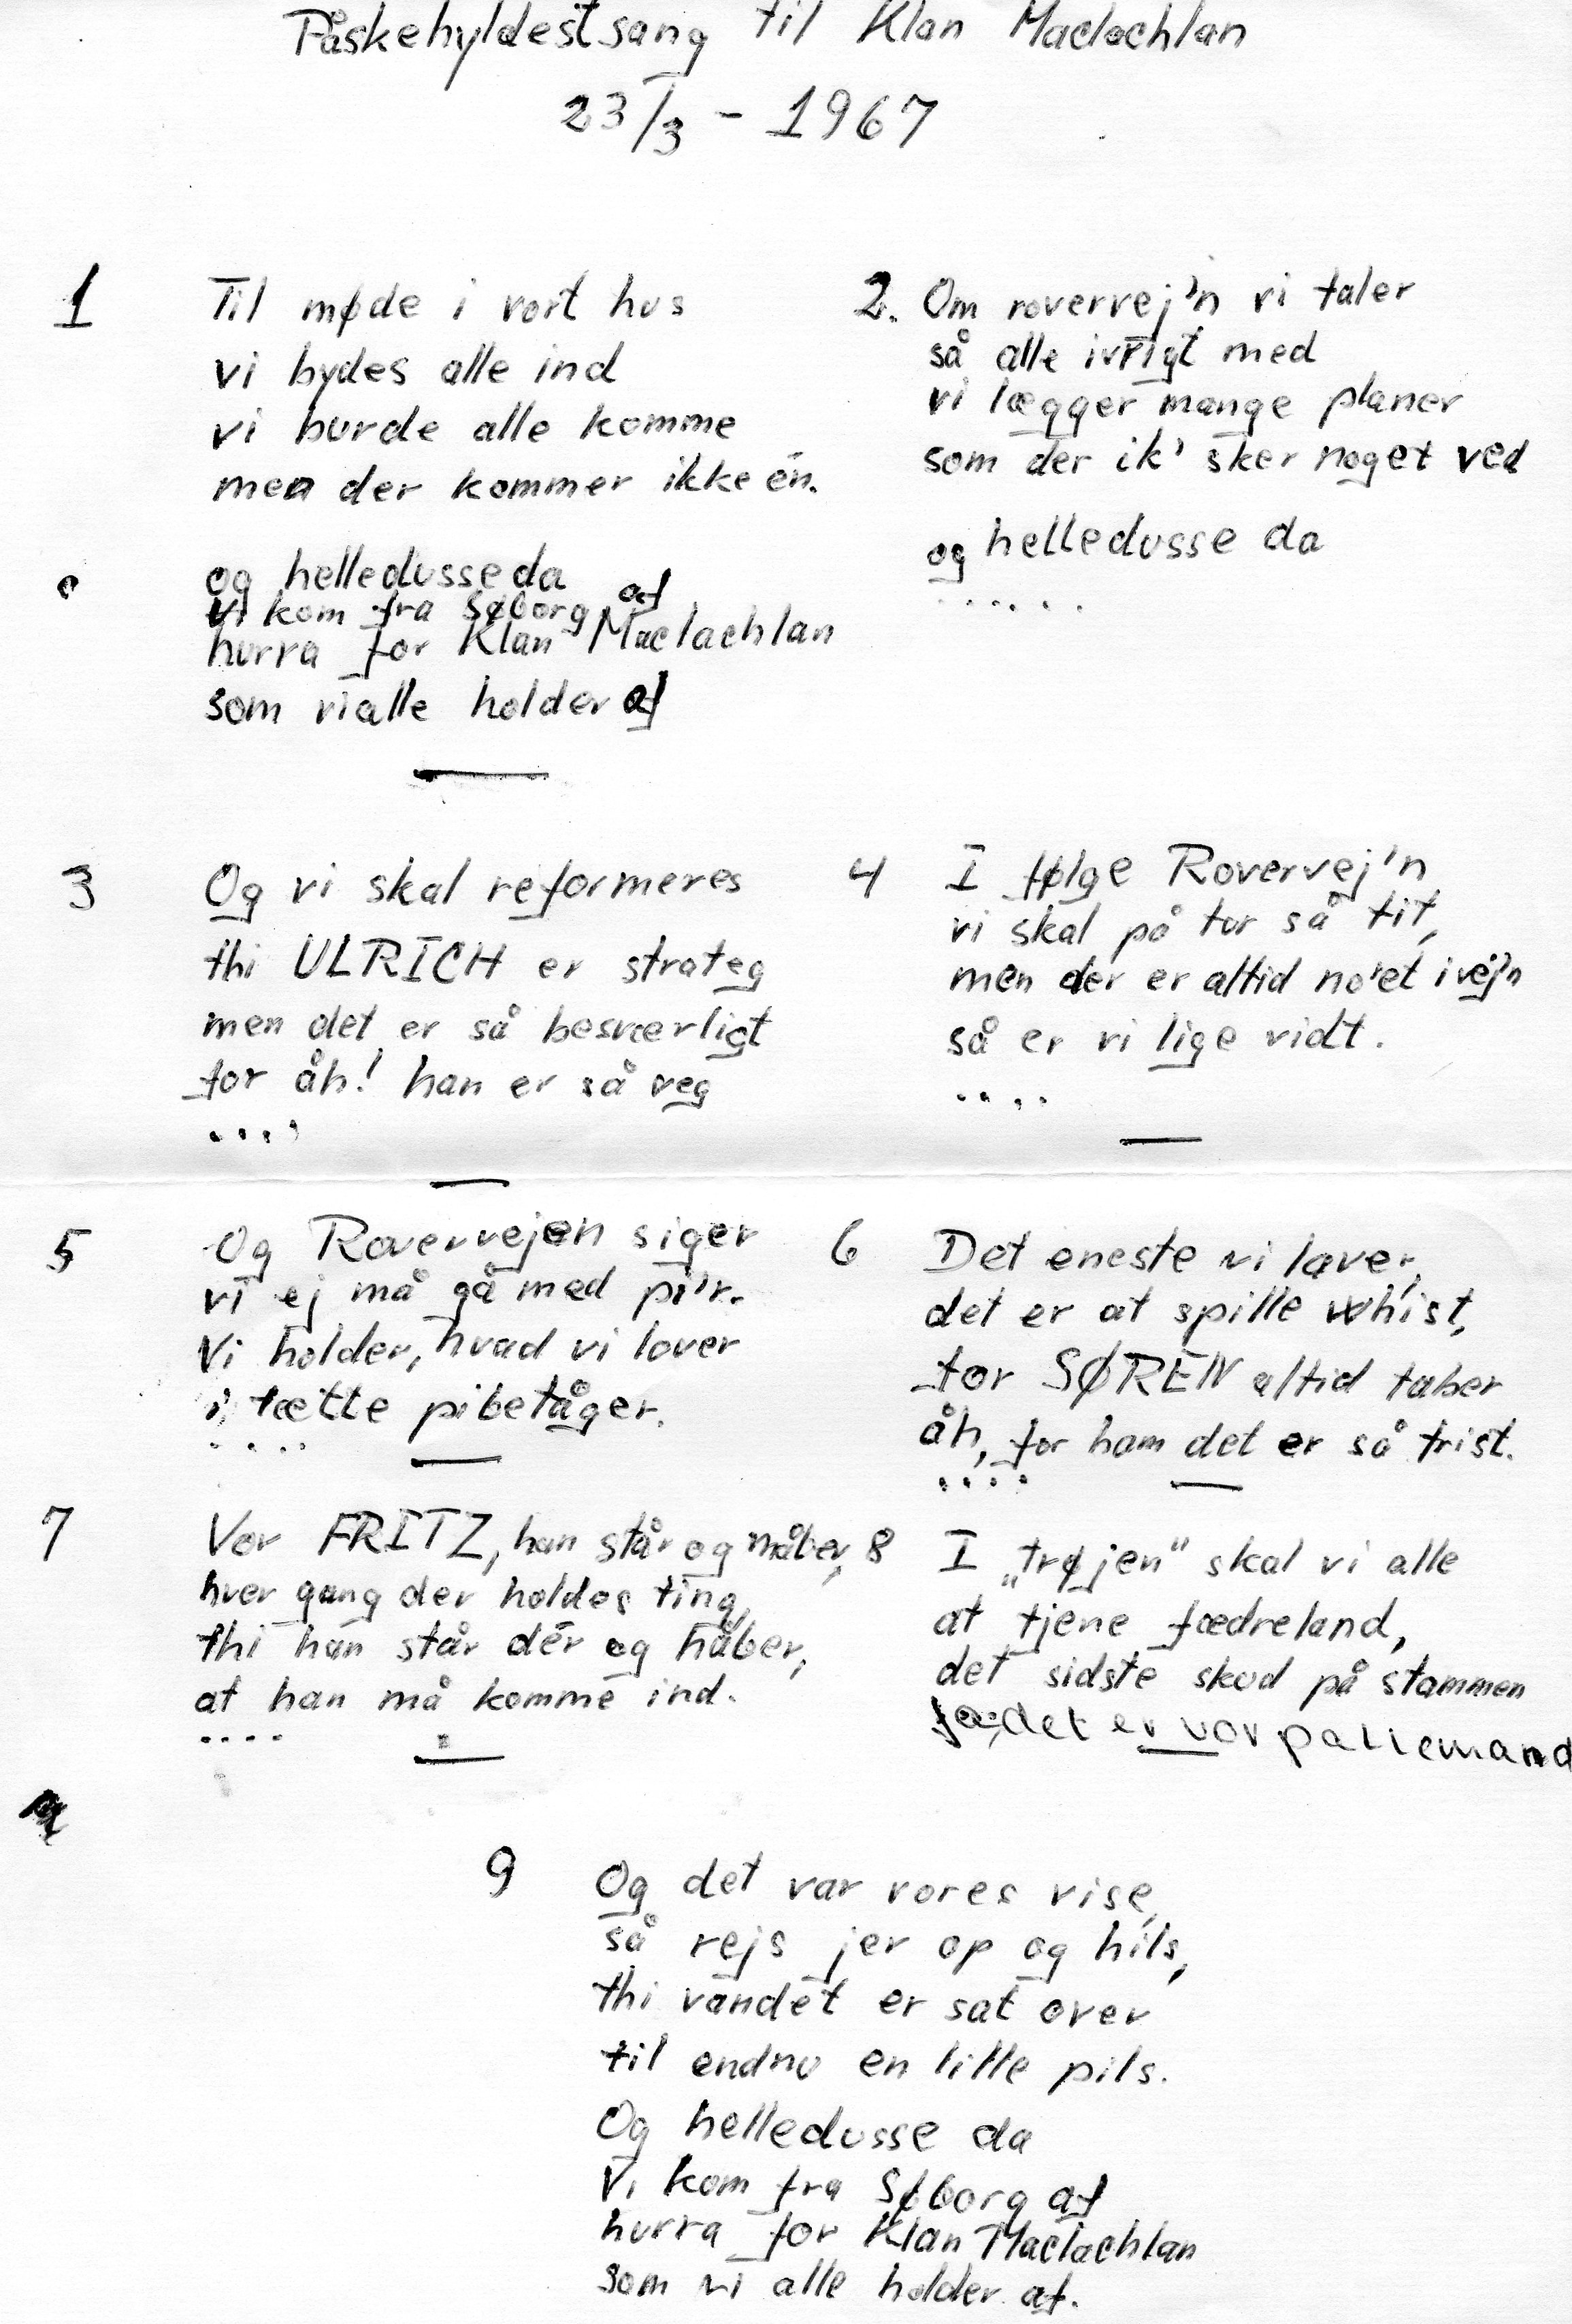 Påskehyldestsang til Klan Maclachlan
23/3 - 1967
1
Til møde i vort hus
vi bydes alle ind
vi burde alle komme
men der kommer ikke én.
og helledusse da
vi kom fra Søborg af
hurra for Klan Maclachlan
som vi alle holder af
2. Om rovervej'n vi taler
så alle ivrigt med
vi lægger mange planer
som der ik' sker noget ved
og helledusse da
......
3
Og vi skal reformeres
thi ULRICH er strateg
men det er så besværligt
for åh! han er så veg
....
4
I følge Rovervej'n
vi skal på tur så tit,
men der er altid no'et i vej'n
så er vi lige vidt.
....
5
Og Rovervejen siger
vi ej må gå med pi'r.
Vi holder, hvad vi lover
i tætte pibetåger.
....
6
Det eneste vi laver,
det er at spille whist,
for SØREN altid taber
åh, for ham det er så trist.
....
7
Vor FRITZ, han står og måber,
hver gang der holdes ting,
thi han står dér og håber,
at han må komme ind.
....
8
I „trøjen" skal vi alle
at tjene fædreland,
det sidste skud på stammen
ja, det er vor pallemand
9
Og det var vores vise,
så rejs jer op og hils,
thi vandet er sat over
til endnu en lille pils.
Og helledusse da
Vi kom fra Søborg af
hurra for Klan Maclachlan
som vi alle holder af.